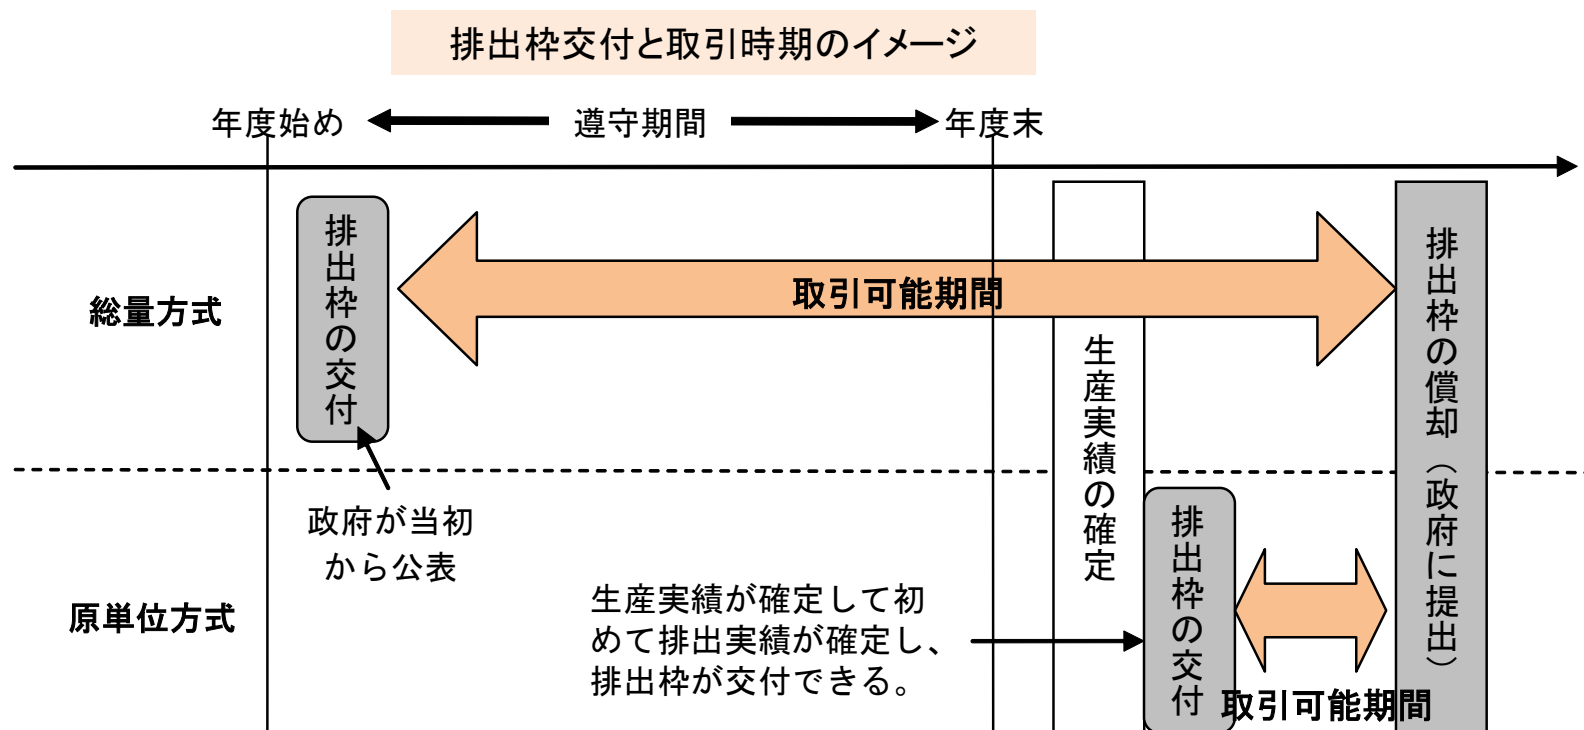 排出枠交付と取引時期のイメージ
年度始め
遵守期間
年度末
総量方式
排出枠の交付
取引可能期間
生産実績の確定
排出枠の償却（政府に提出）
政府が当初
から公表
原単位方式
生産実績が確定して初
めて排出実績が確定し、
排出枠が交付できる。
排出枠の交付
取引可能期間